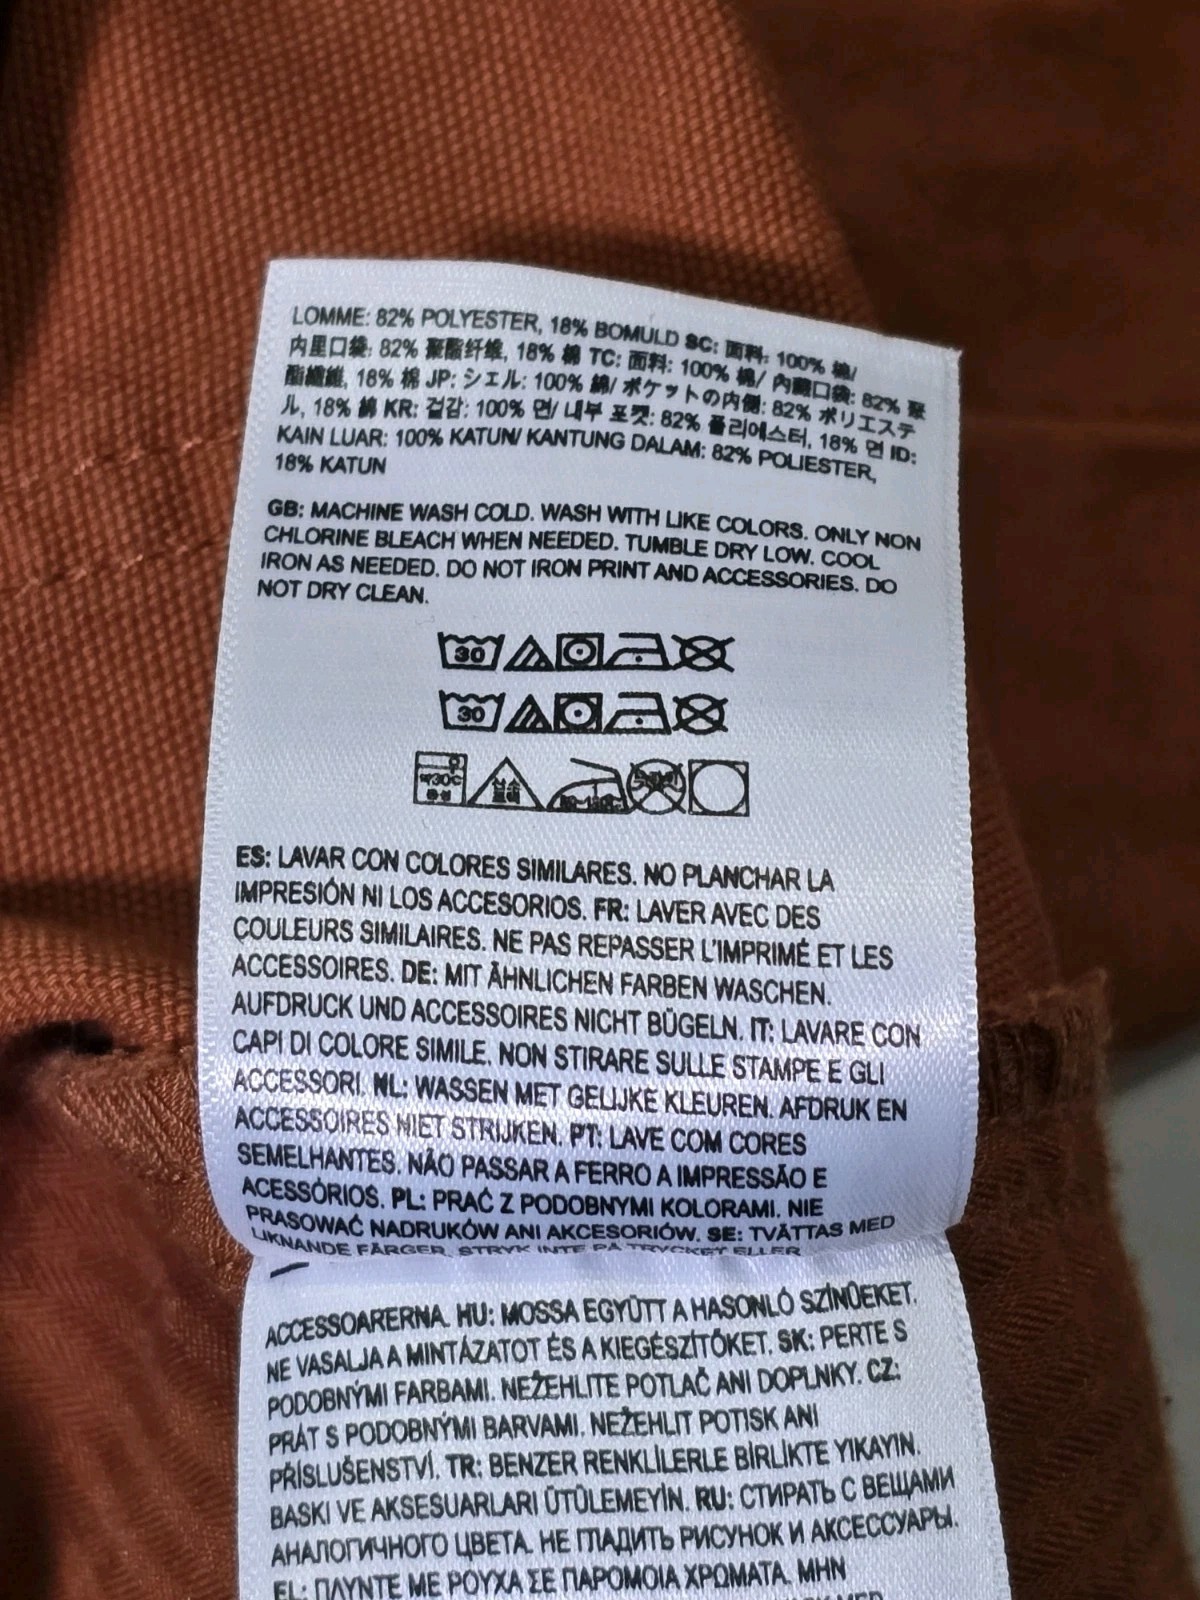 LOMME: 82% POLYESTER, 18% BOMULD SC: 面料: 100% 棉/
内里口袋: 82% 聚酯纤维, 18% 棉 TC: 面料: 100% 棉/ 內襯口袋: 82% 聚
酯纖維, 18% 棉 JP: シェル: 100% 綿/ ポケットの内側: 82% ポリエステ
ル, 18% 綿 KR: 겉감: 100% 면/ 내부 포켓: 82% 폴리에스터, 18% 면 ID:
KAIN LUAR: 100% KATUN/ KANTUNG DALAM: 82% POLIESTER,
18% KATUN
GB: MACHINE WASH COLD. WASH WITH LIKE COLORS. ONLY NON
CHLORINE BLEACH WHEN NEEDED. TUMBLE DRY LOW. COOL
IRON AS NEEDED. DO NOT IRON PRINT AND ACCESSORIES. DO
NOT DRY CLEAN.
30
30
ES: LAVAR CON COLORES SIMILARES. NO PLANCHAR LA
IMPRESIÓN NI LOS ACCESORIOS. FR: LAVER AVEC DES
COULEURS SIMILAIRES. NE PAS REPASSER L'IMPRIMÉ ET LES
ACCESSOIRES. DE: MIT ÄHNLICHEN FARBEN WASCHEN.
AUFDRUCK UND ACCESSOIRES NICHT BÜGELN. IT: LAVARE CON
CAPI DI COLORE SIMILE. NON STIRARE SULLE STAMPE E GLI
ACCESSORI. NL: WASSEN MET GELIJKE KLEUREN. AFDRUK EN
ACCESSOIRES NIET STRIJKEN. PT: LAVE COM CORES
SEMELHANTES. NÃO PASSAR A FERRO A IMPRESSÃO E
ACESSÓRIOS. PL: PRAĆ Z PODOBNYMI KOLORAMI. NIE
PRASOWAĆ NADRUKÓW ANI AKCESORIÓW. SE: TVÄTTAS MED
LIKNANDE FÄRGER. STRYK INTE PÅ TRYCKET ELLER
ACCESSOARERNA. HU: MOSSA EGYÜTT A HASONLÓ SZÍNŰEKET.
NE VASALJA A MINTÁZATOT ÉS A KIEGÉSZÍTŐKET. SK: PERTE S
PODOBNÝMI FARBAMI. NEŽEHLITE POTLAČ ANI DOPLNKY. CZ:
PRÁT S PODOBNÝMI BARVAMI. NEŽEHLIT POTISK ANI
PŘÍSLUŠENSTVÍ. TR: BENZER RENKLİLERLE BİRLİKTE YIKAYIN.
BASKI VE AKSESUARLARI ÜTÜLEMEYİN. RU: СТИРАТЬ С ВЕЩАМИ
АНАЛОГИЧНОГО ЦВЕТА. НЕ ГЛАДИТЬ РИСУНОК И АКСЕССУАРЫ.
EL: ΠΛΥΝΤΕ ΜΕ ΡΟΥΧΑ ΣΕ ΠΑΡΟΜΟΙΑ ΧΡΩΜΑΤΑ. ΜΗΝ